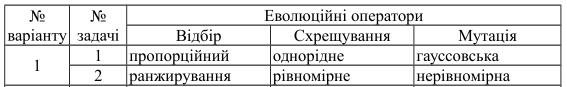 № варіанту № задачі Еволюційні оператори
Відбір Схрещування Мутація
1 1 пропорційний однорідне гауссовська
2 ранжирування рівномірне нерівномірна